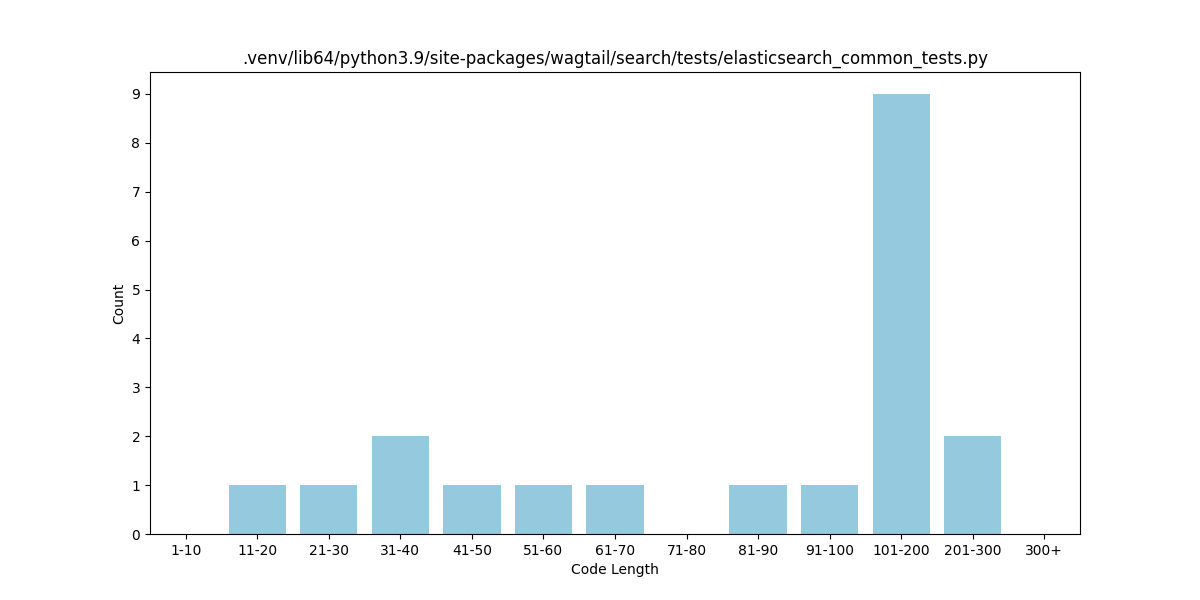 .venv/lib64/python3.9/site-packages/wagtail/search/tests/elasticsearch_common_tests.py
9
8
7
6
5
4
3
2
1
0
Count
1-10 11-20 21-30 31-40 41-50 51-60 61-70 71-80 81-90 91-100 101-200 201-300 300+
Code Length